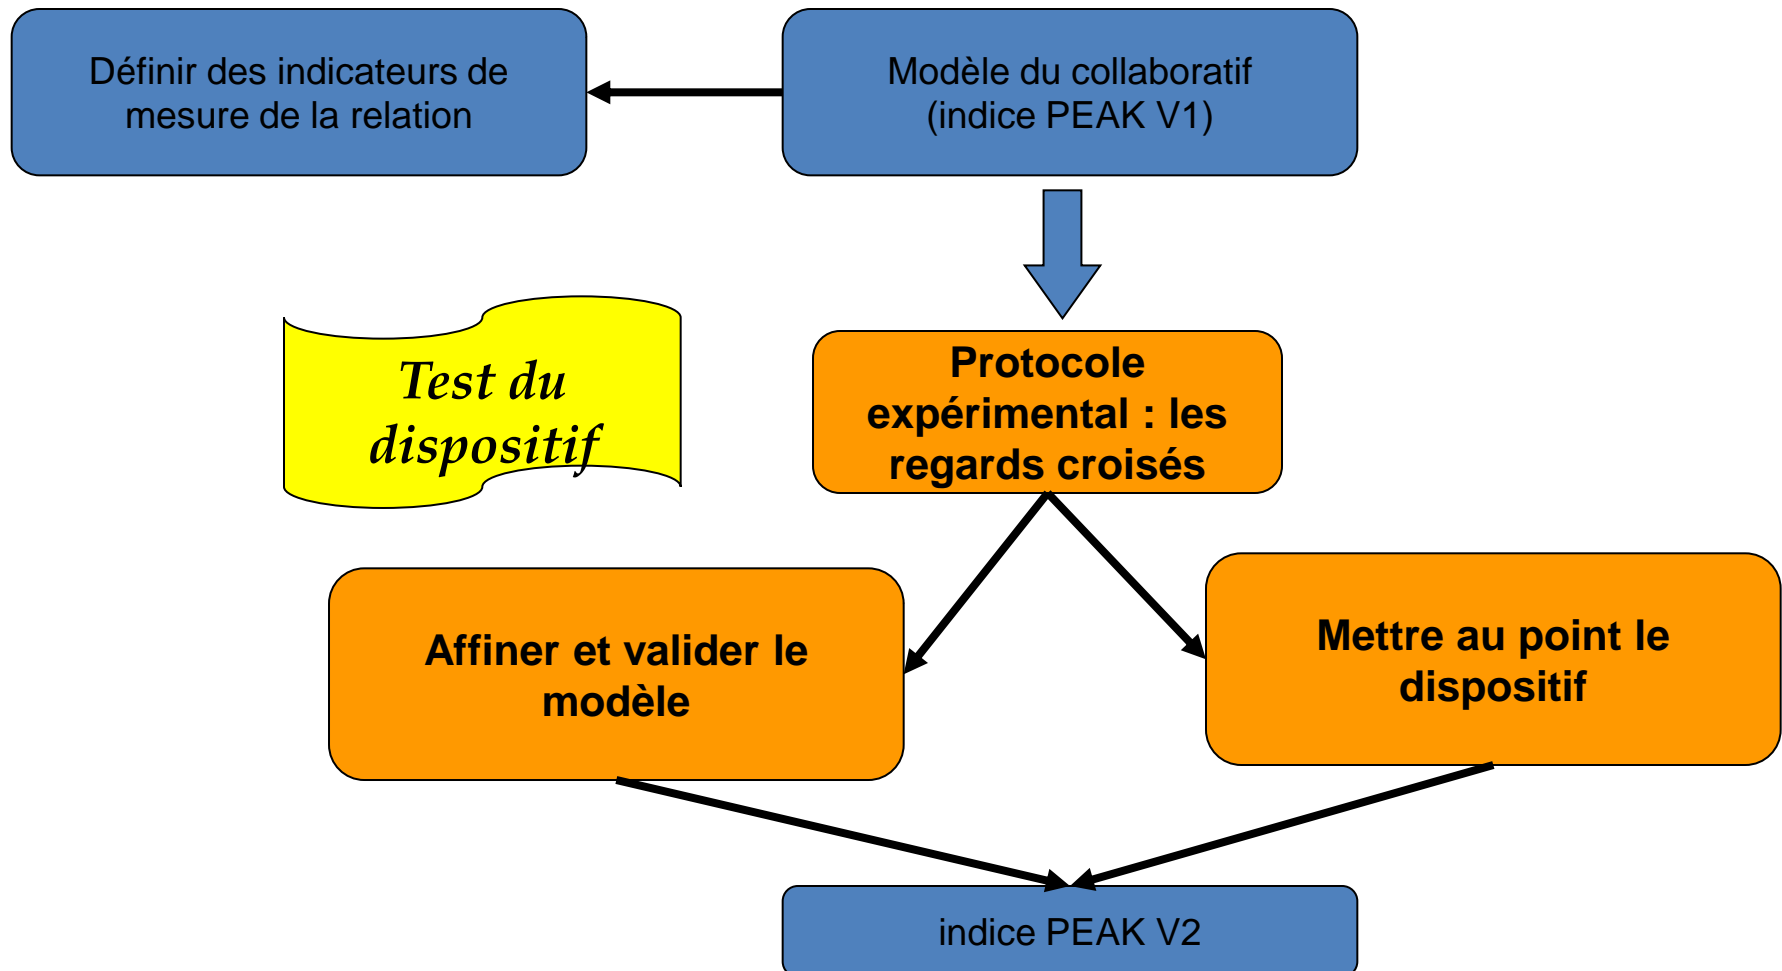 Définir des indicateurs de
mesure de la relation
Modèle du collaboratif
(indice PEAK V1)
Test du
dispositif
Protocole
expérimental : les
regards croisés
Affiner et valider le
modèle
Mettre au point le
dispositif
indice PEAK V2